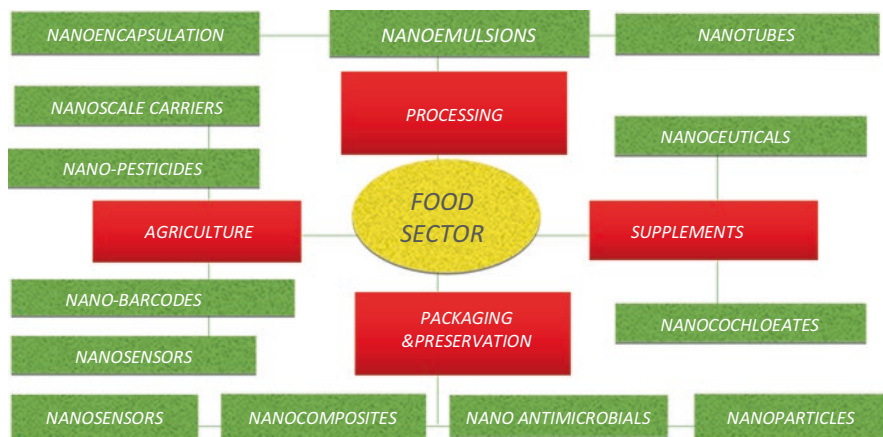 NANOENCAPSULATION
NANOEMULSIONS
NANOTUBES
NANOSCALE CARRIERS
PROCESSING
NANOCEUTICALS
NANO-PESTICIDES
FOOD
SECTOR
AGRICULTURE
SUPPLEMENTS
NANO-BARCODES
PACKAGING
&PRESERVATION
NANOCOCHLOEATES
NANOSENSORS
NANOSENSORS
NANOCOMPOSITES
NANO ANTIMICROBIALS
NANOPARTICLES